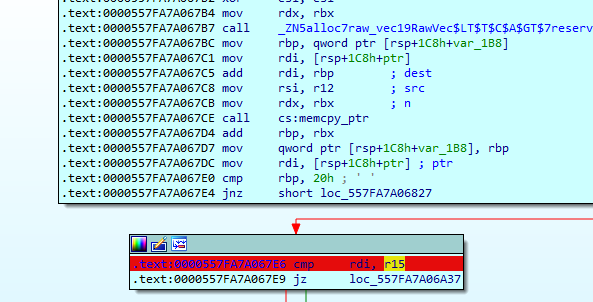 .text:0000557FA7A067B4 mov rdx, rbx
.text:0000557FA7A067B7 call _ZN5alloc7raw_vec19RawVec$LT$T$C$A$GT$7reserv
.text:0000557FA7A067BC mov rbp, qword ptr [rsp+1C8h+var_1B8]
.text:0000557FA7A067C1 mov rdi, [rsp+1C8h+ptr]
.text:0000557FA7A067C5 add rdi, rbp ; dest
.text:0000557FA7A067C8 mov rsi, r12 ; src
.text:0000557FA7A067CB mov rdx, rbx ; n
.text:0000557FA7A067CE call cs:memcpy_ptr
.text:0000557FA7A067D4 add rbp, rbx
.text:0000557FA7A067D7 mov qword ptr [rsp+1C8h+var_1B8], rbp
.text:0000557FA7A067DC mov rdi, [rsp+1C8h+ptr] ; ptr
.text:0000557FA7A067E0 cmp rbp, 20h ; ' '
.text:0000557FA7A067E4 jnz short loc_557FA7A06827
.text:0000557FA7A067E6 cmp rdi, r15
.text:0000557FA7A067E9 jz loc_557FA7A06A37